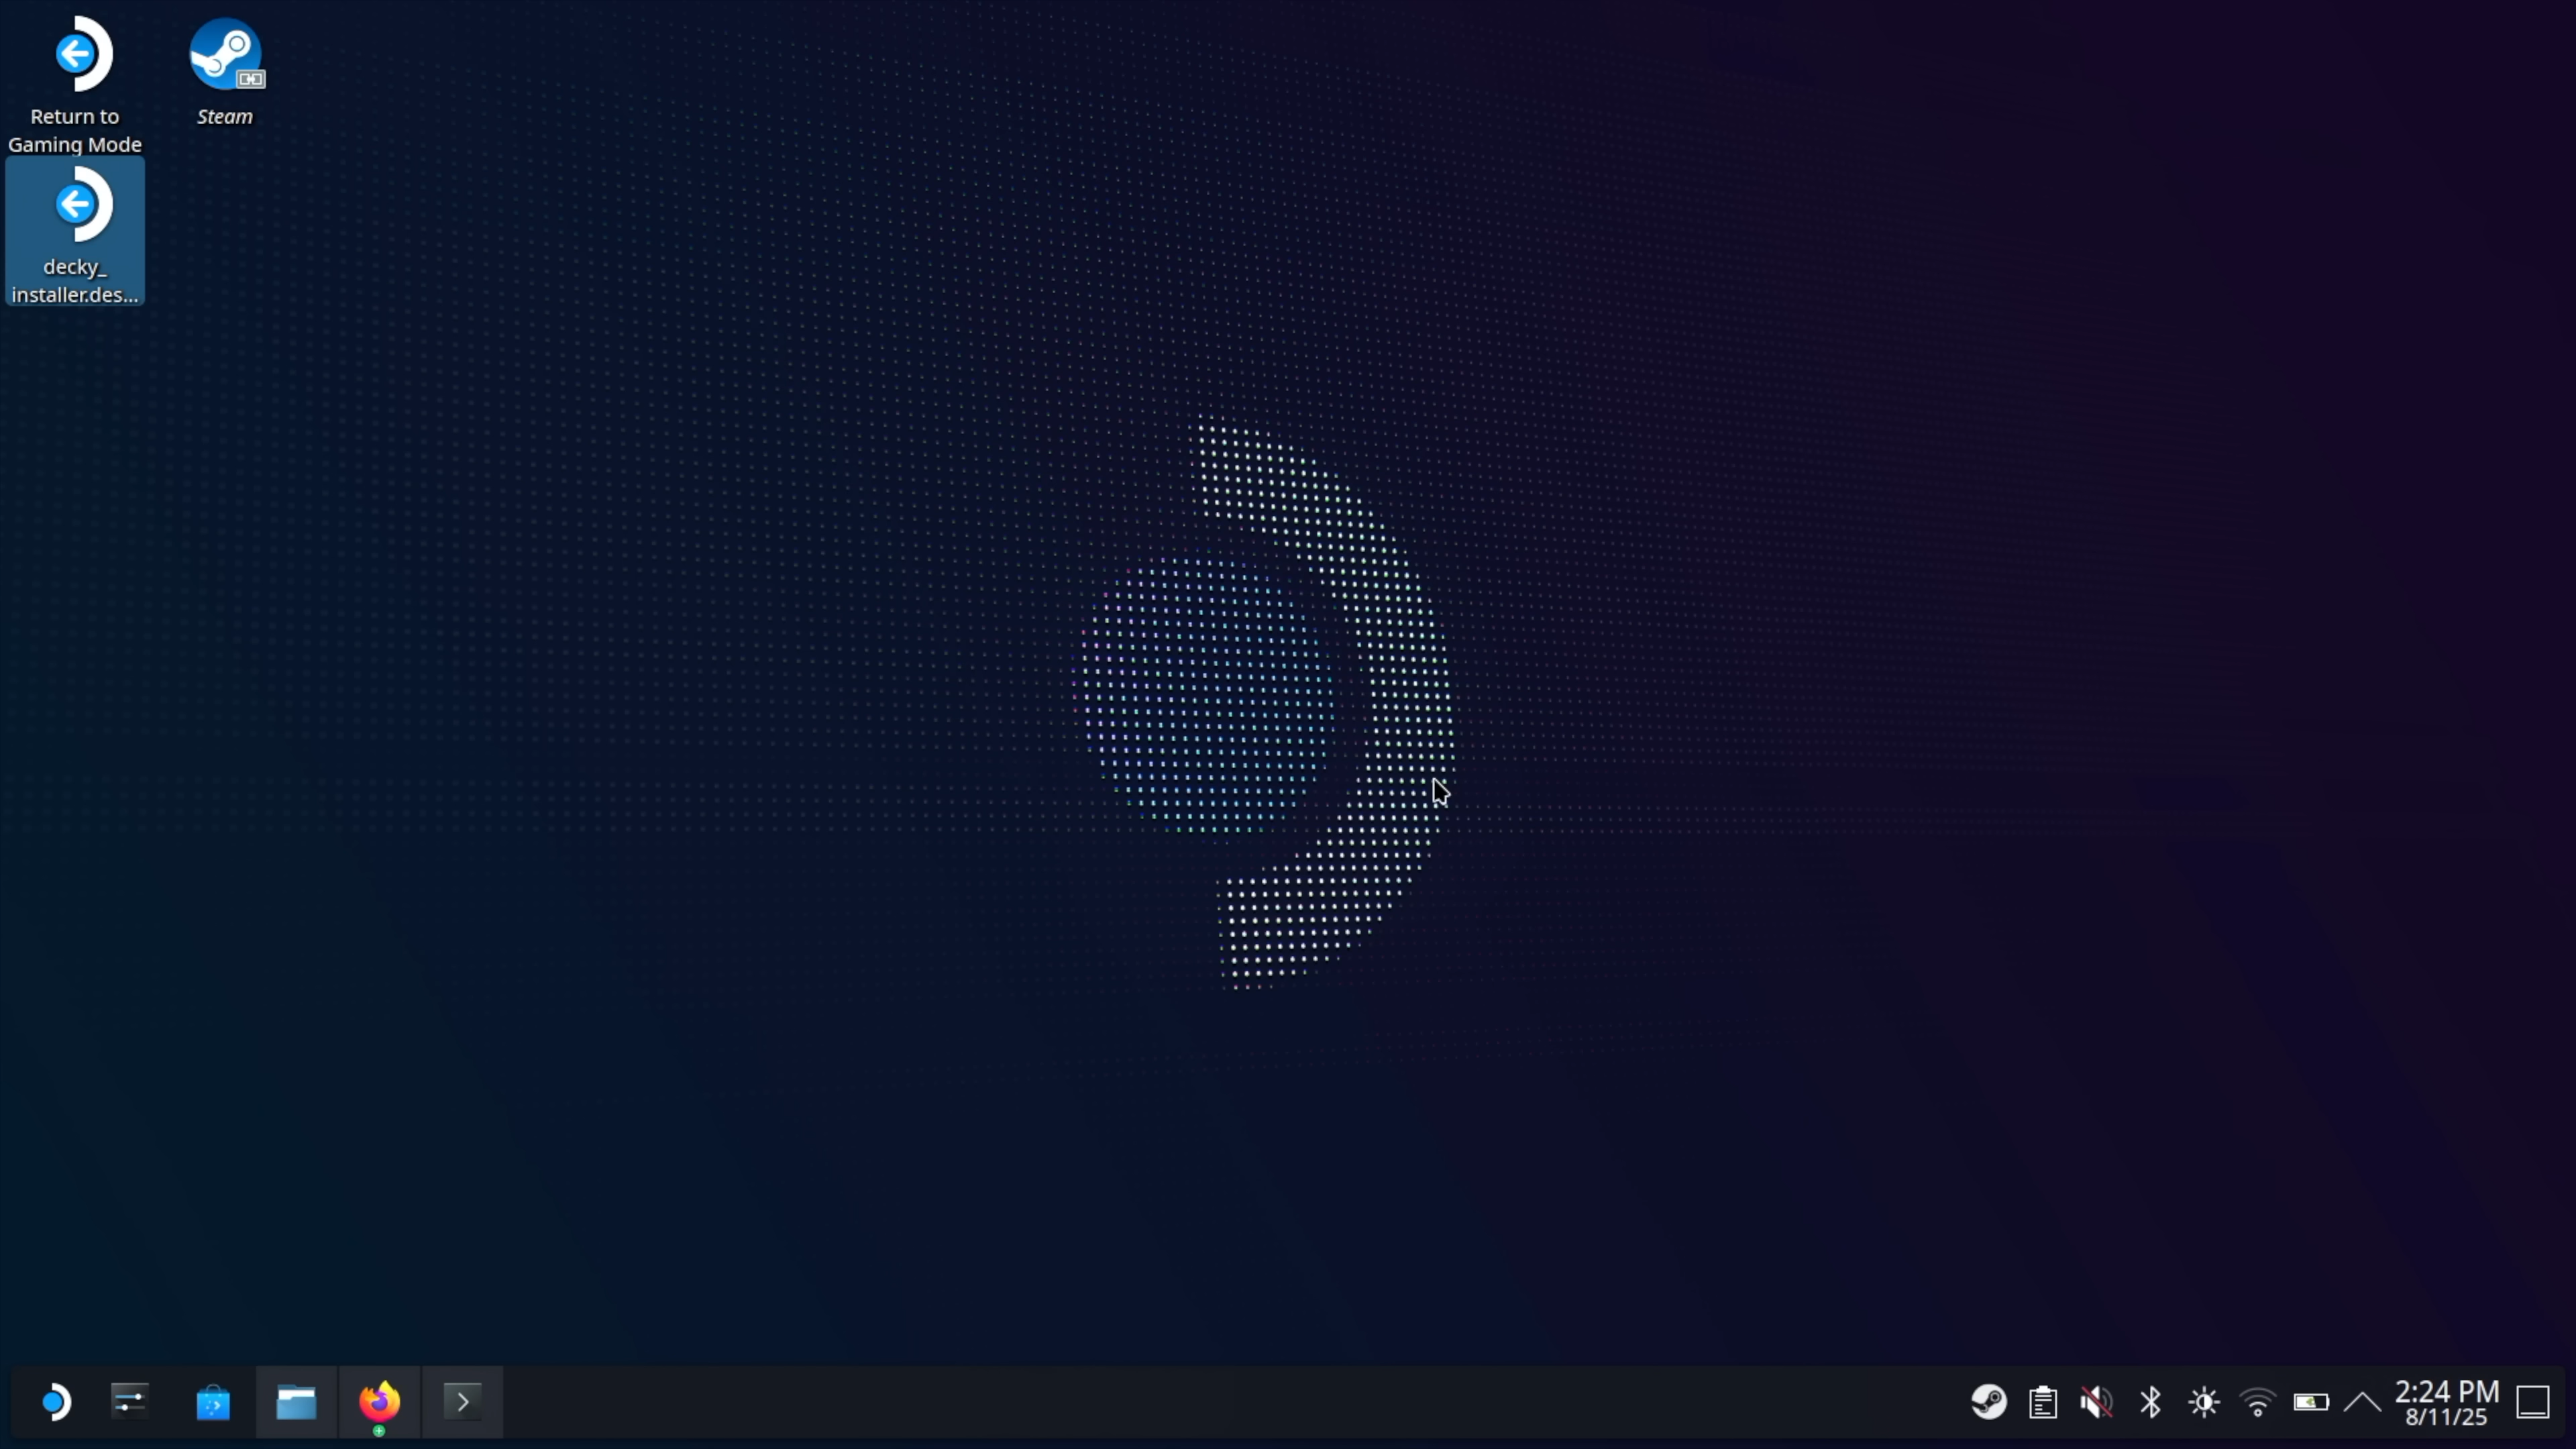 Return to
Gaming Mode
Steam
decky_
installer.des...
2:24 PM
8/11/25